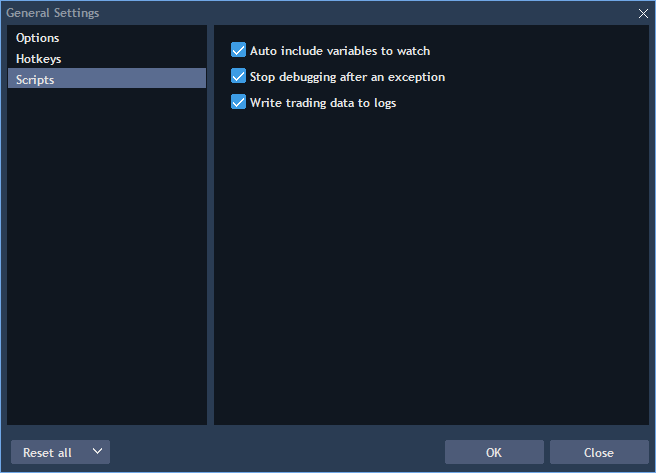 General Settings
Options
Hotkeys
Scripts
Auto include variables to watch
Stop debugging after an exception
Write trading data to logs
Reset all
OK
Close